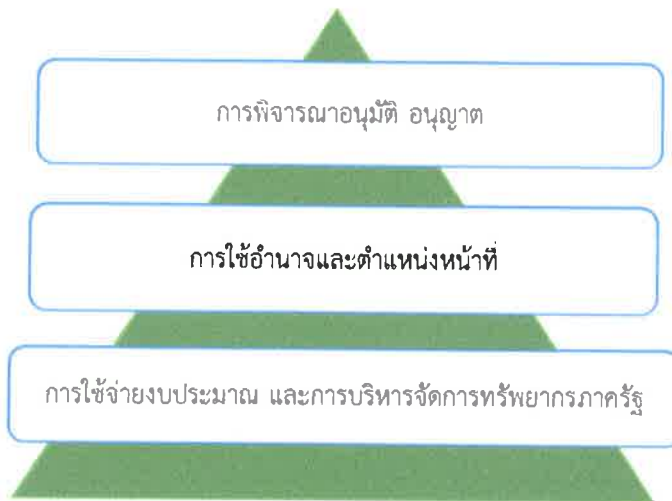 การพิจารณาอนุมัติ อนุญาต
การใช้อำนาจและตำแหน่งหน้าที่
การใช้จ่ายงบประมาณ และการบริหารจัดการทรัพยากรภาครัฐ